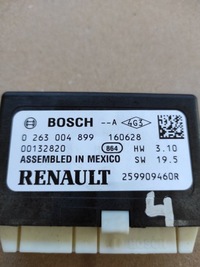 BOSCH --A 4G3
0 263 004 899 160628
00132820 864 HW 3.10
ASSEMBLED IN MEXICO SW 19.5
RENAULT 259909460R
4